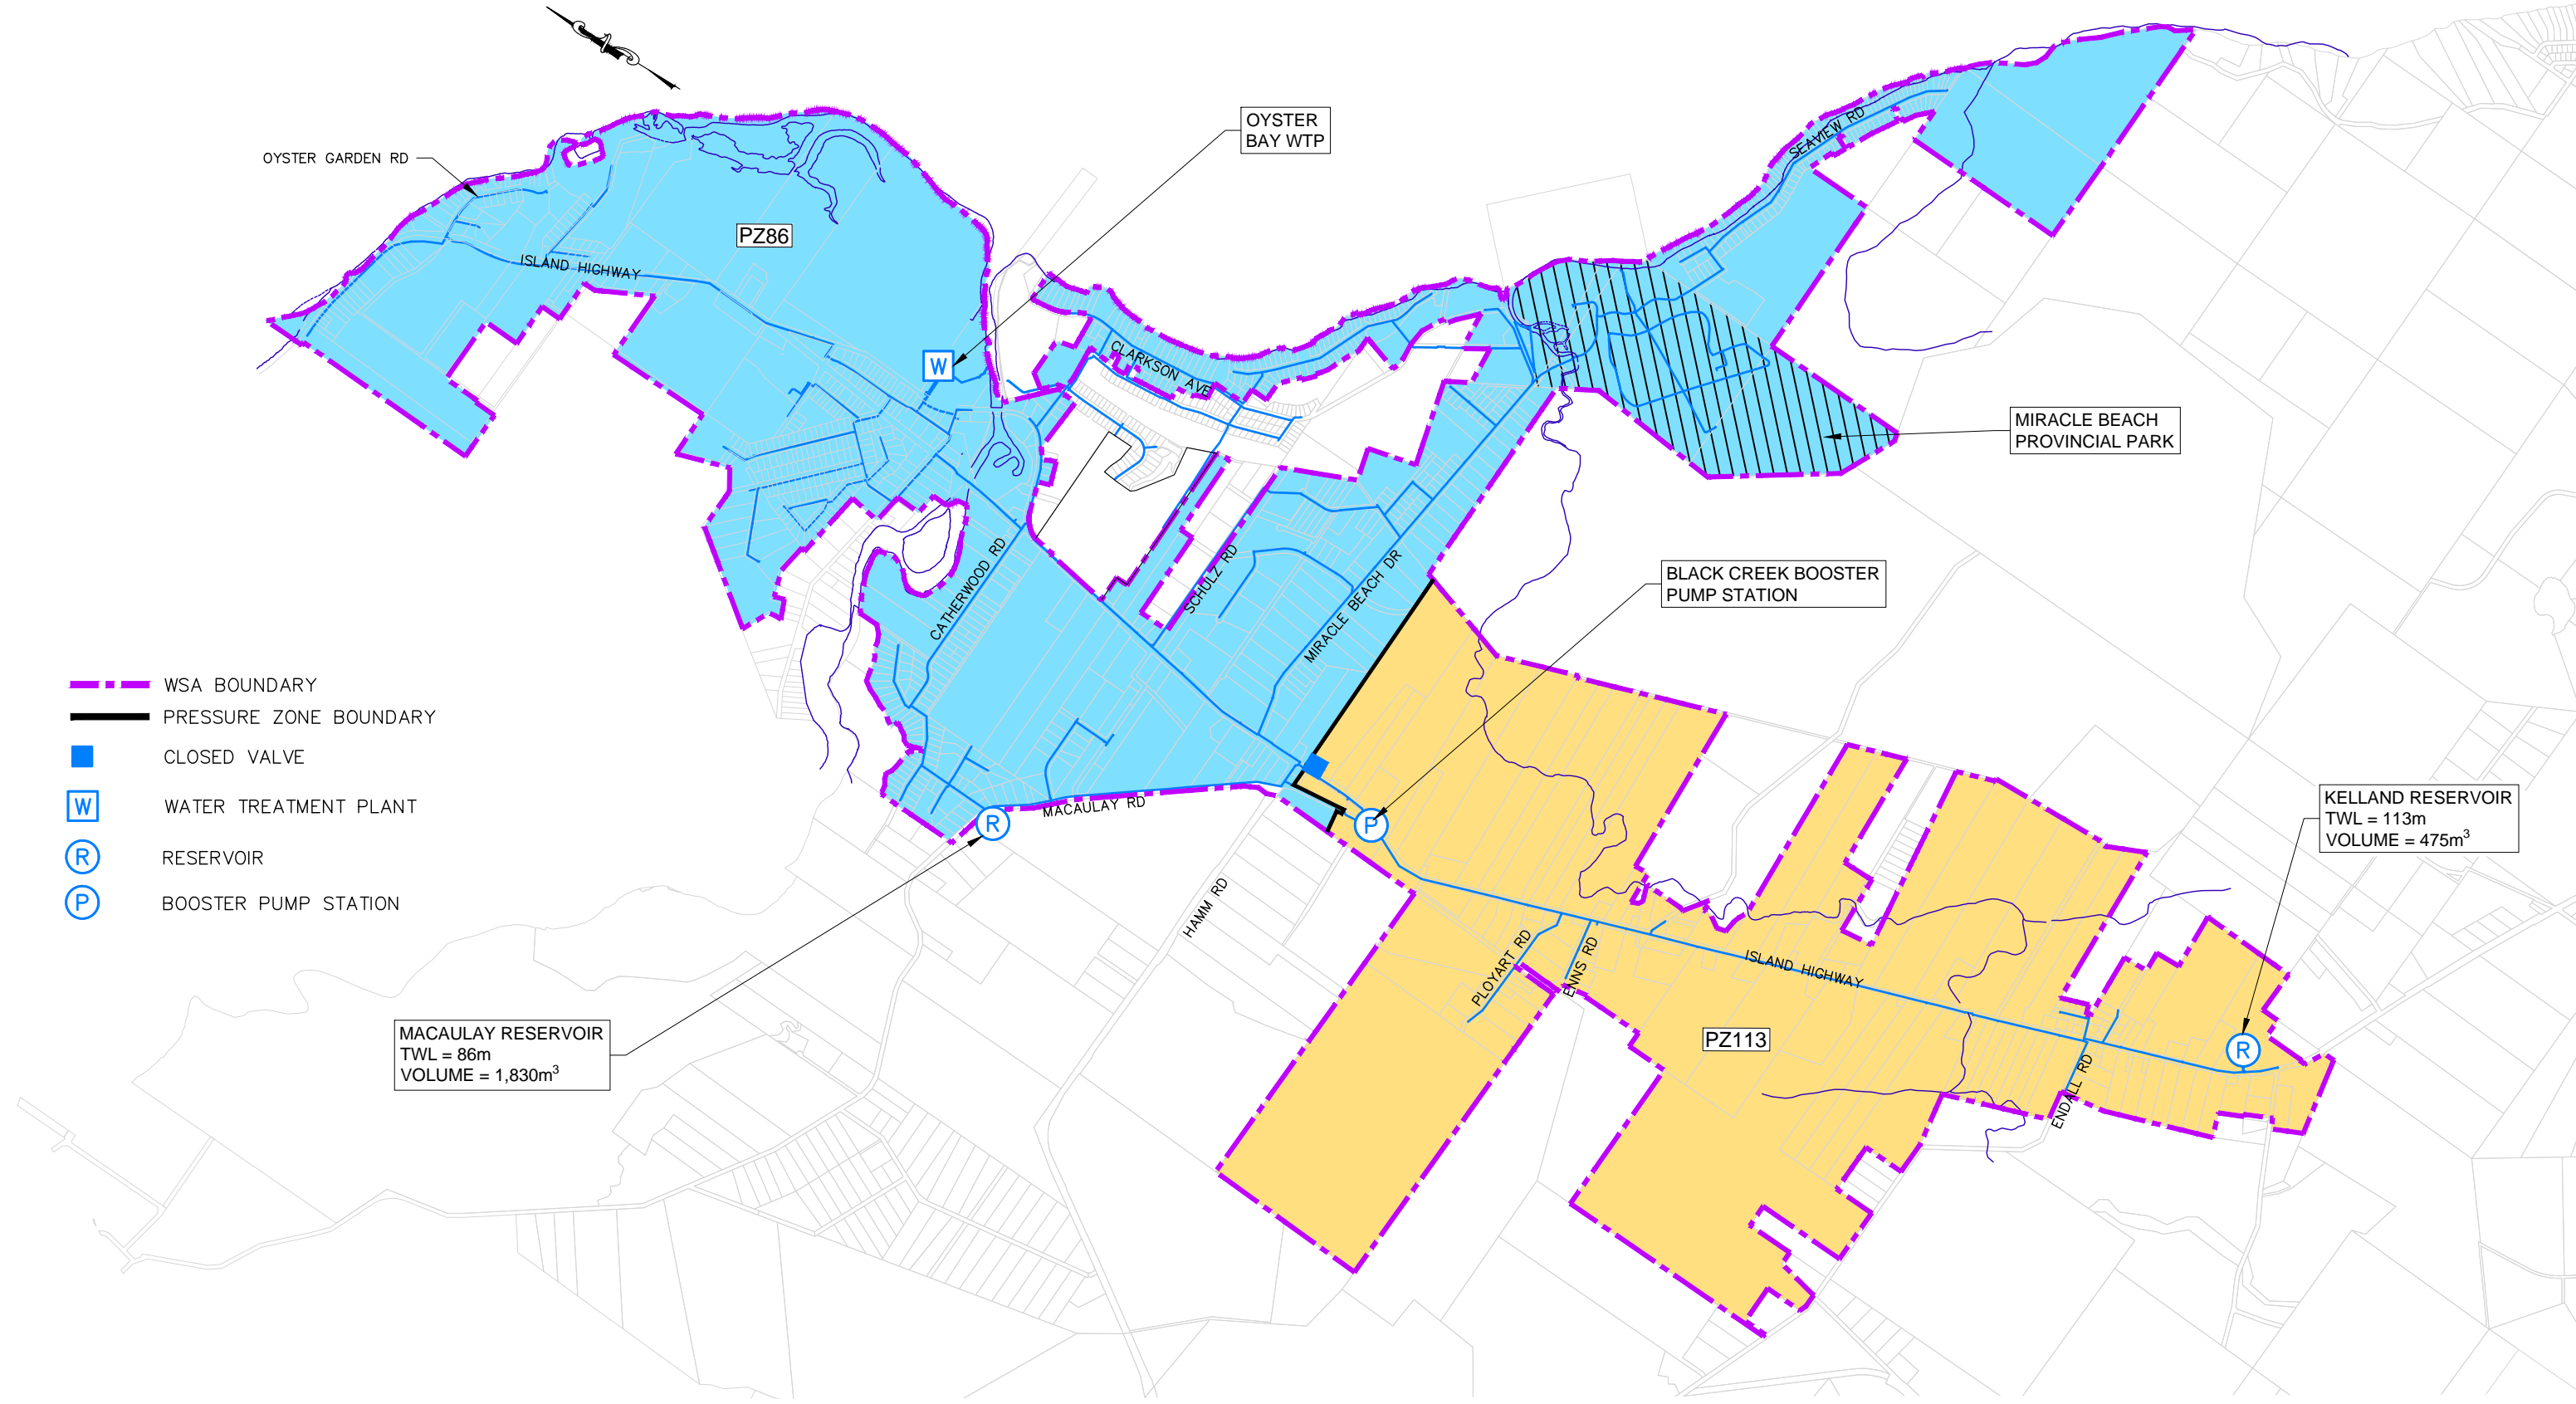 OYSTER
BAY WTP
OYSTER GARDEN RD
SEAVIEW RD
PZ86
ISLAND HIGHWAY
CLARKSON AVE
MIRACLE BEACH
PROVINCIAL PARK
W
CATHERWOOD RD
SCHULZ RD
MIRACLE BEACH DR
BLACK CREEK BOOSTER
PUMP STATION
WSA BOUNDARY
PRESSURE ZONE BOUNDARY
CLOSED VALVE
W
WATER TREATMENT PLANT
R
RESERVOIR
P
BOOSTER PUMP STATION
MACAULAY RD
R
P
KELLAND RESERVOIR
TWL = 113m
VOLUME = 475m³
HAMM RD
PLOYART RD
ENNS RD
ISLAND HIGHWAY
PZ113
R
ENDALL RD
MACAULAY RESERVOIR
TWL = 86m
VOLUME = 1,830m³